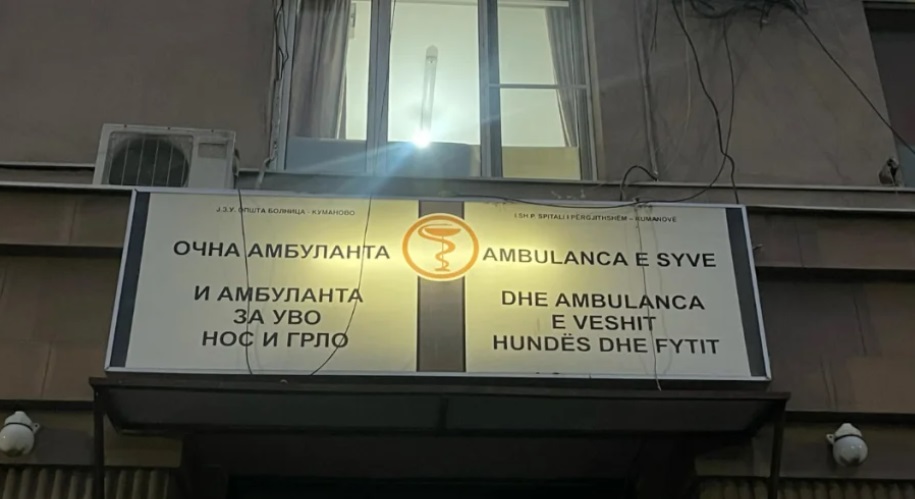 Ј.З.У. ОПШТА БОЛНИЦА - КУМАНОВО
ОЧНА АМБУЛАНТА
И АМБУЛАНТА
ЗА УВО
НОС И ГРЛО
I.SH.P. SPITALI I PËRGJITHSHËM - KUMANOVË
AMBULANCA E SYVE
DHE AMBULANCA
E VESHIT
HUNDËS DHE FYTIT